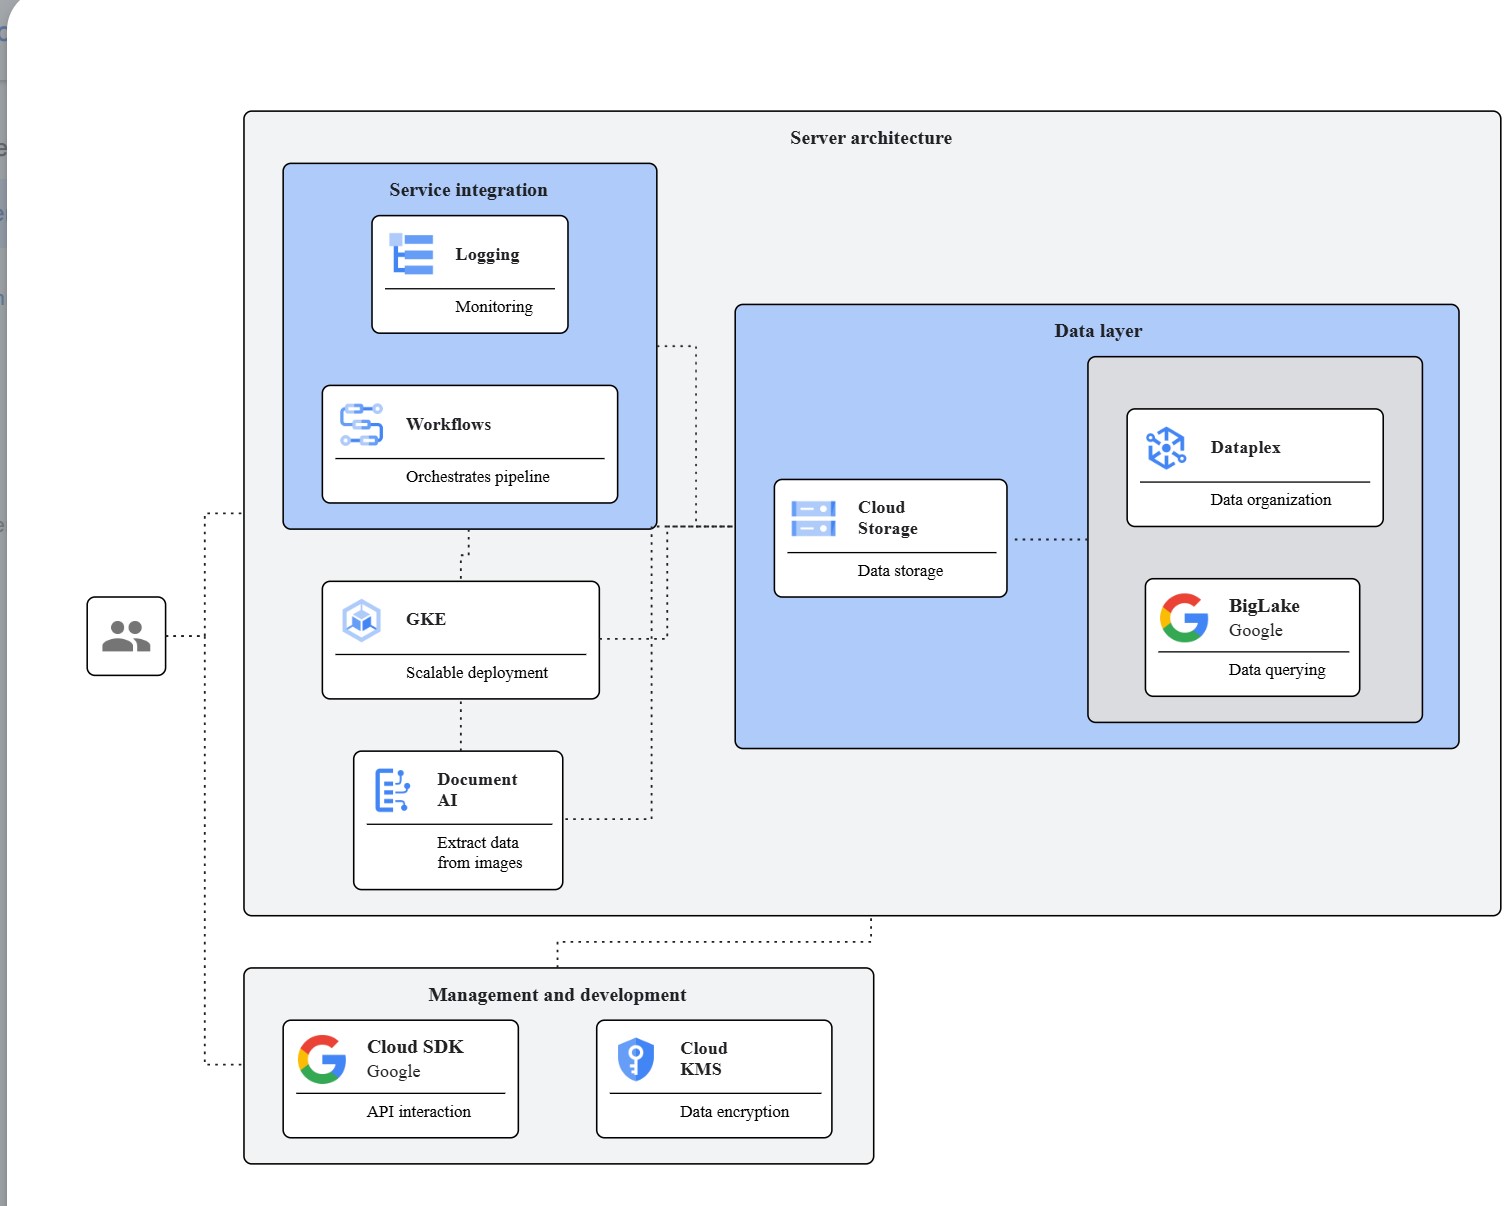 Server architecture
Service integration
Logging
Monitoring
Workflows
Orchestrates pipeline
GKE
Scalable deployment
Document
AI
Extract data
from images
Data layer
Cloud
Storage
Data storage
Dataplex
Data organization
BigLake
Google
Data querying
Management and development
Cloud SDK
Google
API interaction
Cloud
KMS
Data encryption